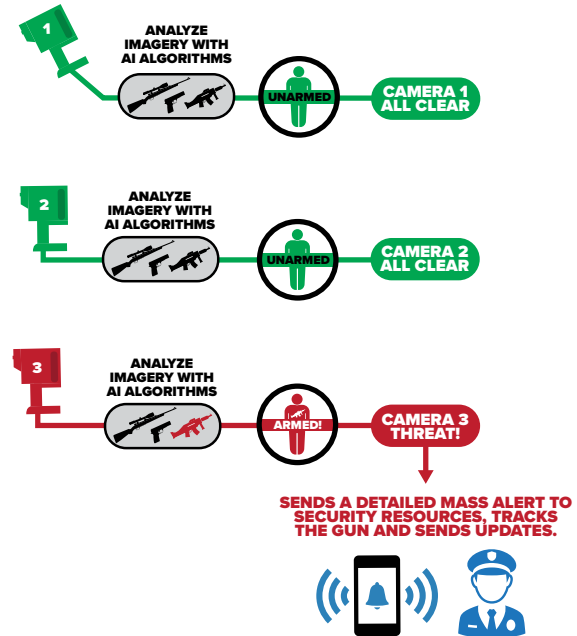 1
ANALYZE
IMAGERY WITH
AI ALGORITHMS
UNARMED
CAMERA 1
ALL CLEAR
2
ANALYZE
IMAGERY WITH
AI ALGORITHMS
UNARMED
CAMERA 2
ALL CLEAR
3
ANALYZE
IMAGERY WITH
AI ALGORITHMS
ARMED!
CAMERA 3
THREAT!
SENDS A DETAILED MASS ALERT TO
SECURITY RESOURCES, TRACKS
THE GUN AND SENDS UPDATES.